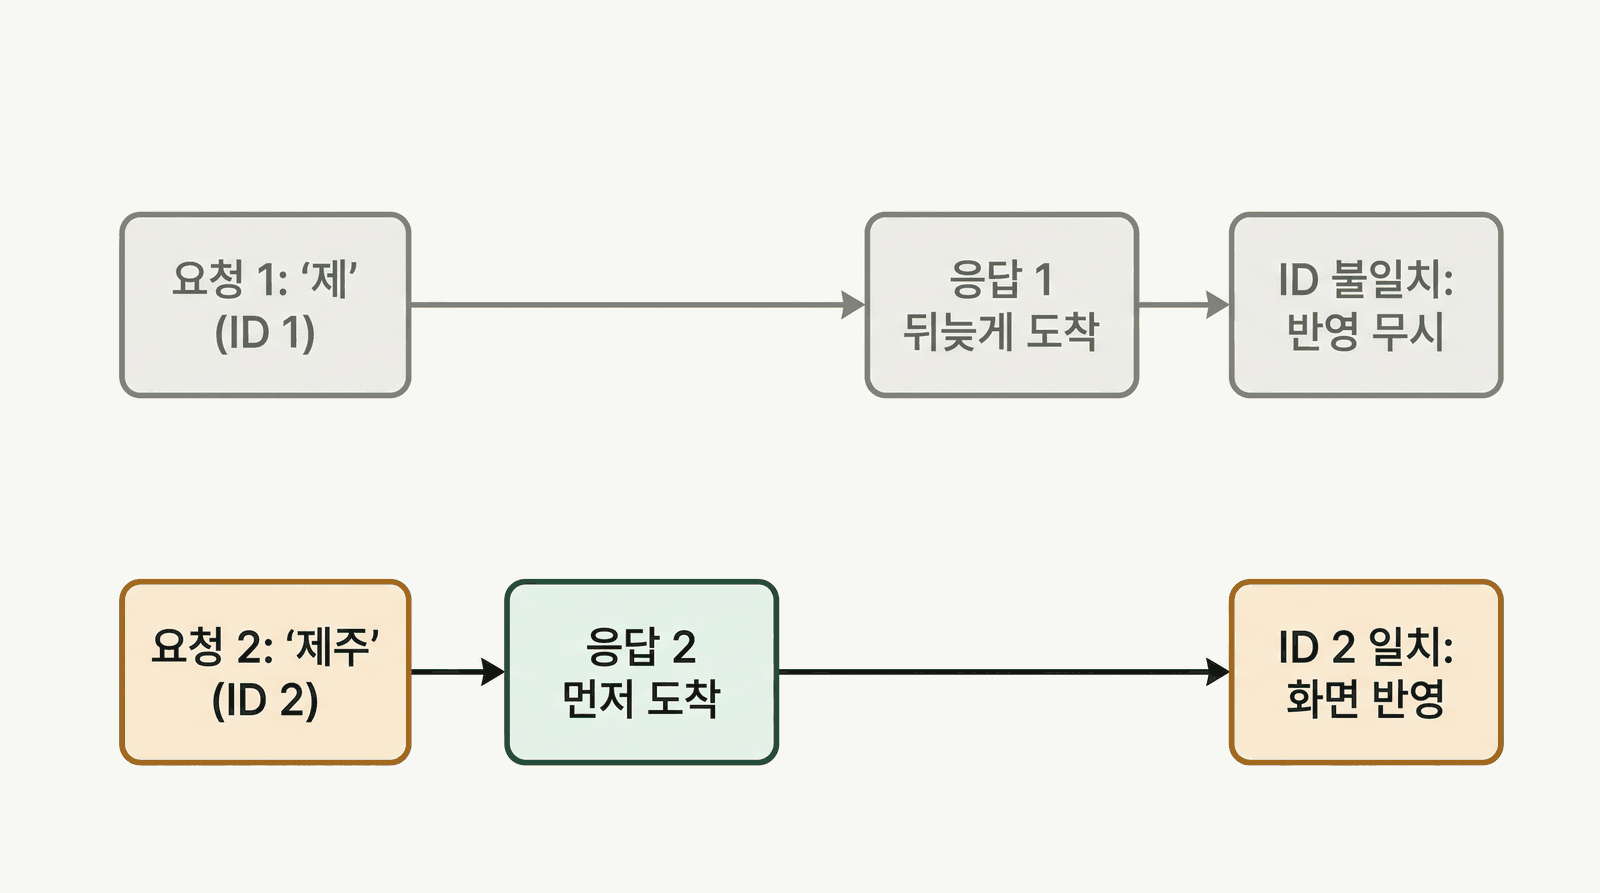 요청 1: ‘제’
(ID 1)
응답 1
뒤늦게 도착
ID 불일치:
반영 무시
요청 2: ‘제주’
(ID 2)
응답 2
먼저 도착
ID 2 일치:
화면 반영